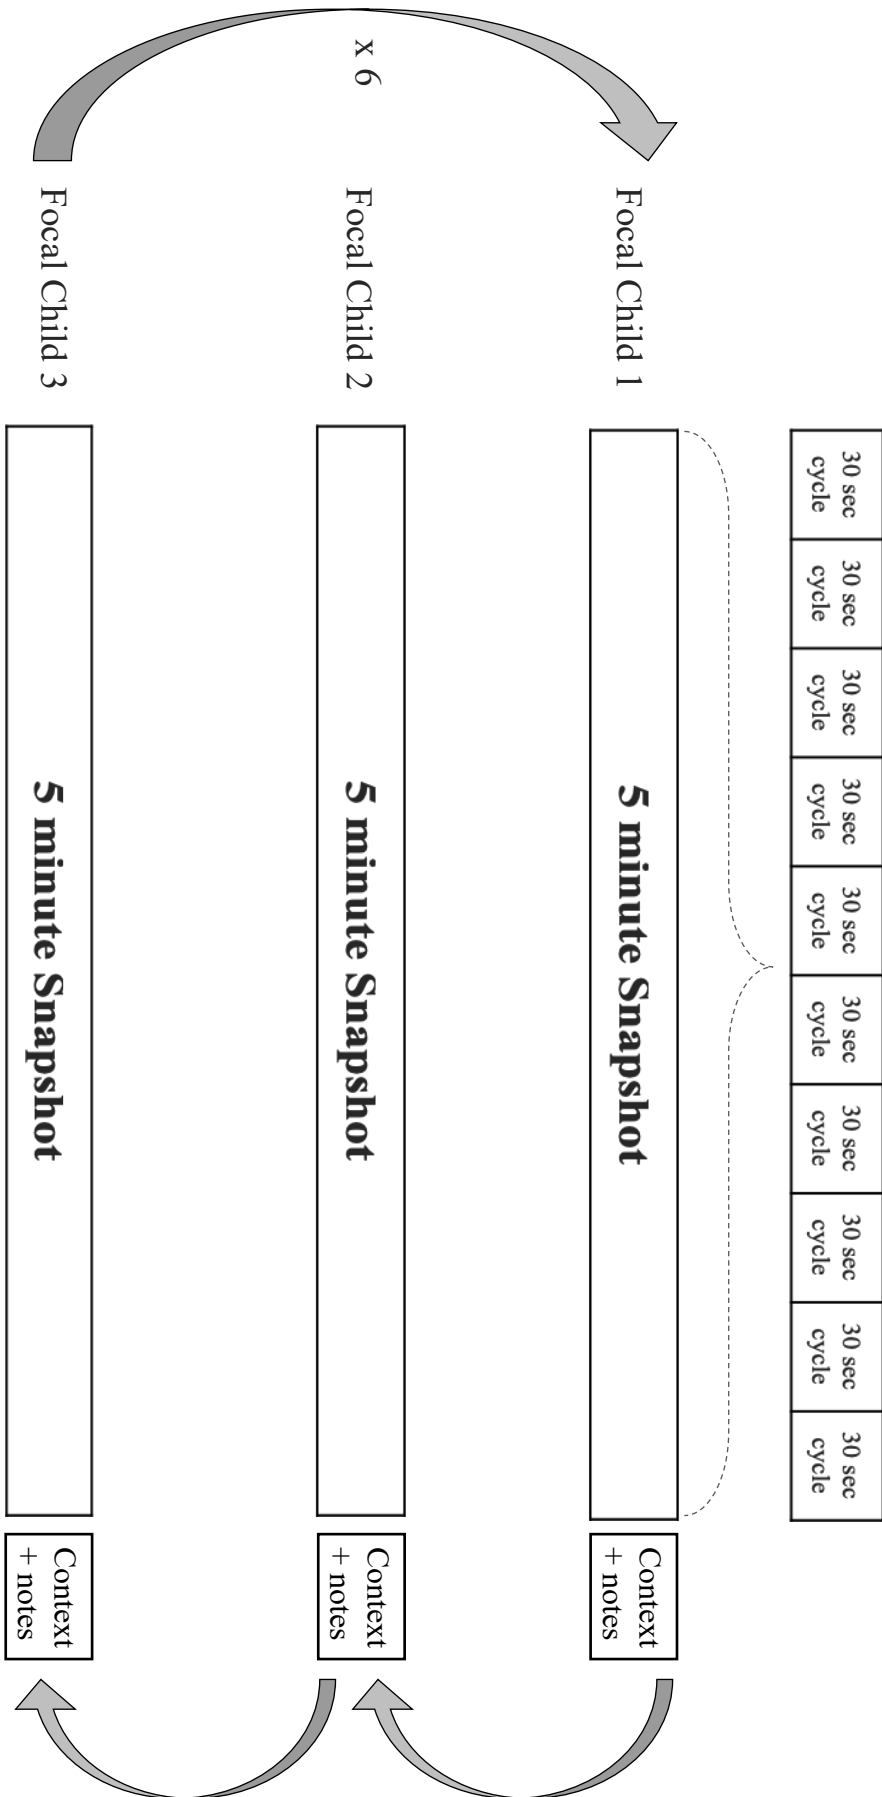 30 sec
cycle
30 sec
cycle
30 sec
cycle
30 sec
cycle
30 sec
cycle
30 sec
cycle
30 sec
cycle
30 sec
cycle
30 sec
cycle
30 sec
cycle
Focal Child 1
5 minute Snapshot
Context
+ notes
x 6
Focal Child 2
5 minute Snapshot
Context
+ notes
Focal Child 3
5 minute Snapshot
Context
+ notes